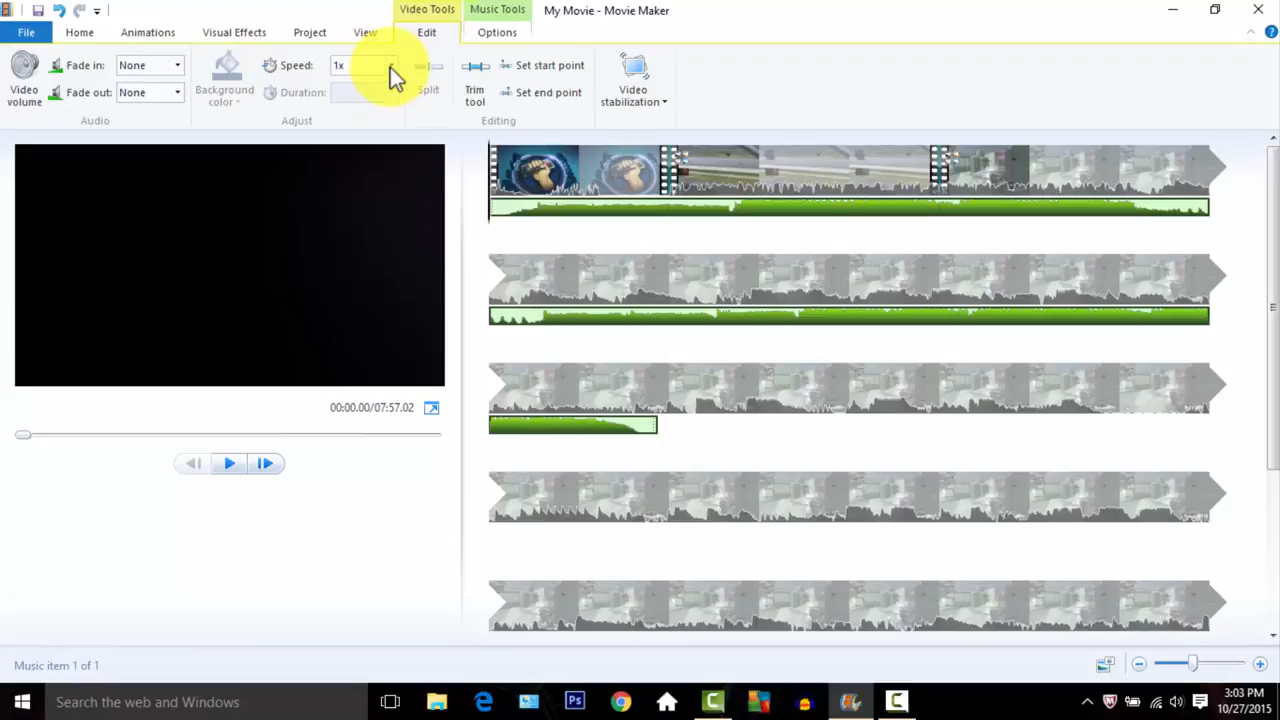 Video Tools
Music Tools
My Movie - Movie Maker
File
Home
Animations
Visual Effects
Project
View
Edit
Options
Video volume
Fade in: None
Fade out: None
Audio
Background color
Speed: 1x
Duration:
Adjust
Split
Trim tool
Set start point
Set end point
Editing
Video stabilization
00:00.00/07:57.02
Music item 1 of 1
Search the web and Windows
Ps
3:03 PM
10/27/2015